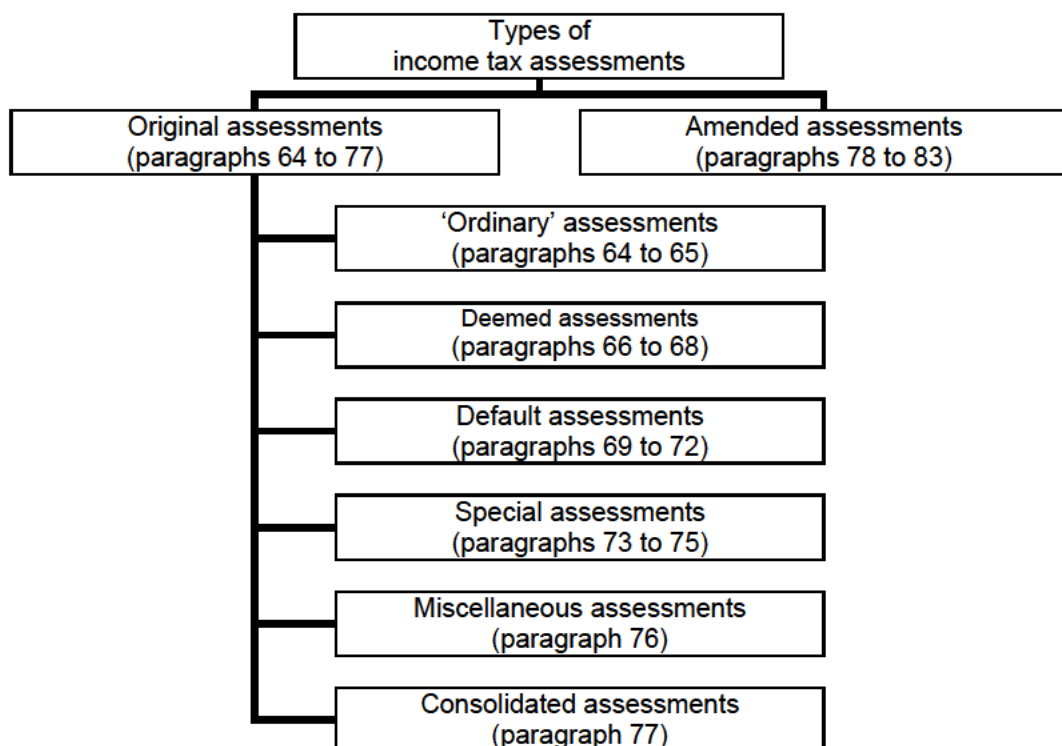 Types of
income tax assessments
Original assessments
(paragraphs 64 to 77)
Amended assessments
(paragraphs 78 to 83)
‘Ordinary’ assessments
(paragraphs 64 to 65)
Deemed assessments
(paragraphs 66 to 68)
Default assessments
(paragraphs 69 to 72)
Special assessments
(paragraphs 73 to 75)
Miscellaneous assessments
(paragraph 76)
Consolidated assessments
(paragraph 77)